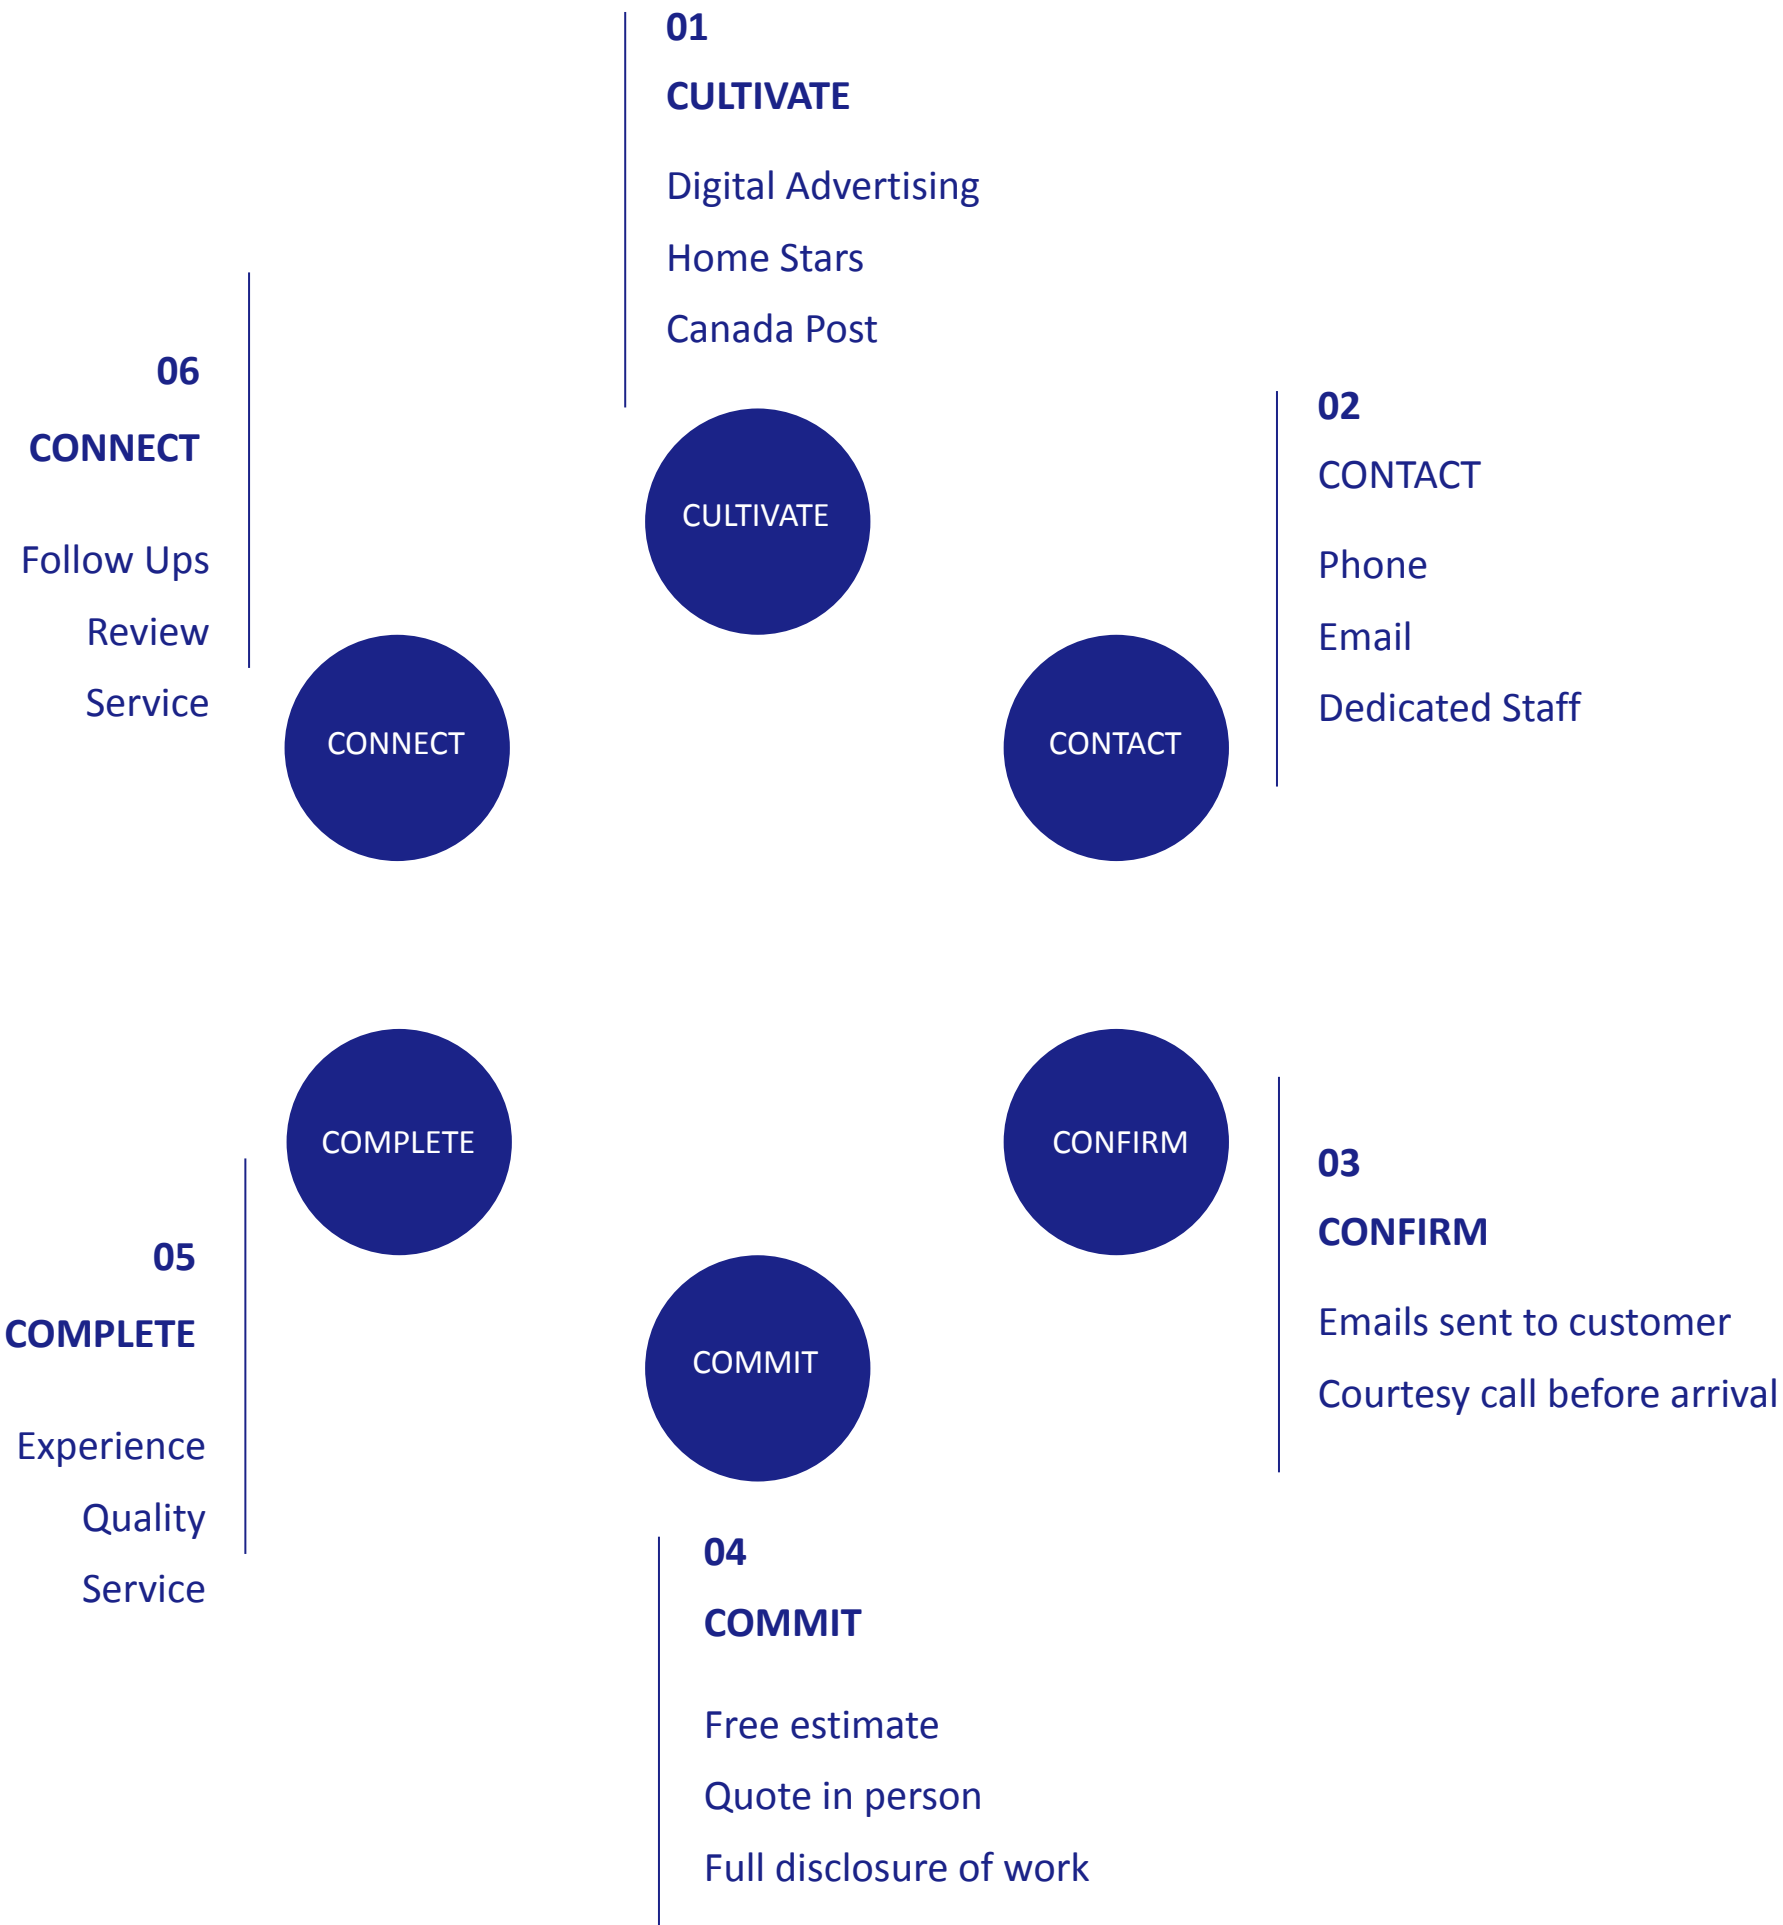 01
CULTIVATE
Digital Advertising
Home Stars
Canada Post
CULTIVATE
02
CONTACT
Phone
Email
Dedicated Staff
CONTACT
CONFIRM
03
CONFIRM
Emails sent to customer
Courtesy call before arrival
COMMIT
04
COMMIT
Free estimate
Quote in person
Full disclosure of work
COMPLETE
05
COMPLETE
Experience
Quality
Service
06
CONNECT
Follow Ups
Review
Service
CONNECT